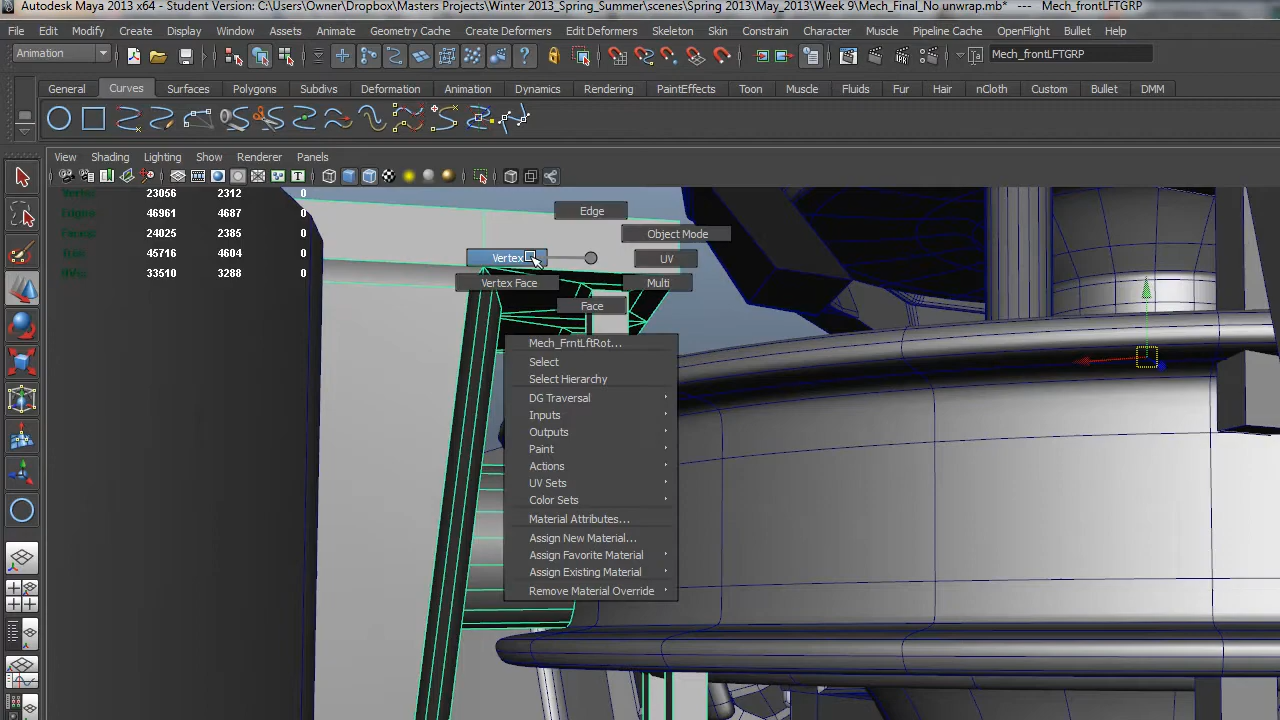 Autodesk Maya 2013 x64 - Student Version: C:\Users\Owner\Dropbox\Masters Projects\Winter 2013_Spring_Summer\scenes\Spring 2013\May_2013\Week 9\Mech_Final_No unwrap.mb* --- Mech_frontLFTGRP
File Edit Modify Create Display Window Assets Animate Geometry Cache Create Deformers Edit Deformers Skeleton Skin Constrain Character Muscle Pipeline Cache OpenFlight Bullet Help
Animation
Mech_frontLFTGRP
General Curves Surfaces Polygons Subdivs Deformation Animation Dynamics Rendering PaintEffects Toon Muscle Fluids Fur Hair nCloth Custom Bullet DMM
View Shading Lighting Show Renderer Panels
23056 2312 0
46961 4687 0
24025 2385 0
45716 4604 0
33510 3288 0
Edge
Object Mode
Vertex
UV
Vertex Face
Multi
Face
Mech_FrntLftRot...
Select
Select Hierarchy
DG Traversal
Inputs
Outputs
Paint
Actions
UV Sets
Color Sets
Material Attributes...
Assign New Material...
Assign Favorite Material
Assign Existing Material
Remove Material Override